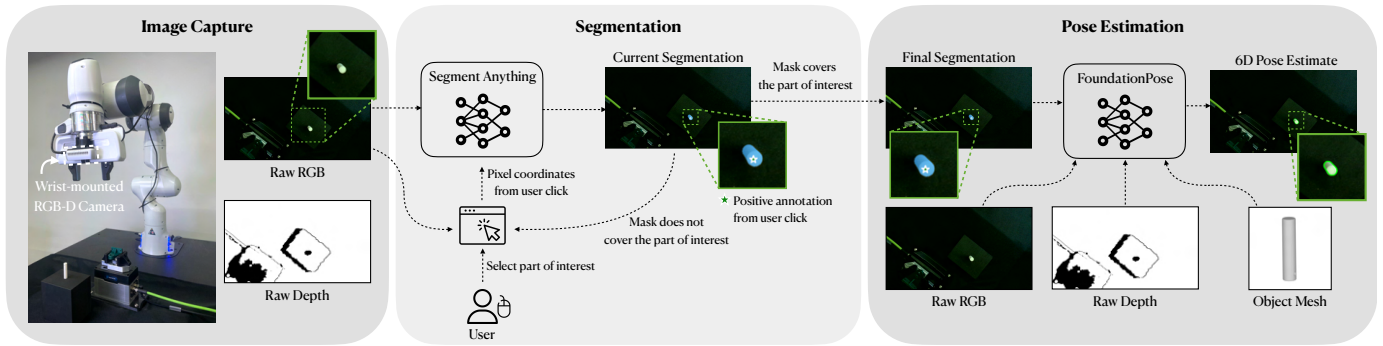 Image Capture
Wrist-mounted
RGB-D Camera
Raw RGB
Raw Depth
Segmentation
Segment Anything
Current Segmentation
Pixel coordinates
from user click
Positive annotation
from user click
Mask does not
cover the part of interest
Select part of interest
User
Mask covers
the part of interest
Pose Estimation
Final Segmentation
FoundationPose
6D Pose Estimate
Raw RGB
Raw Depth
Object Mesh